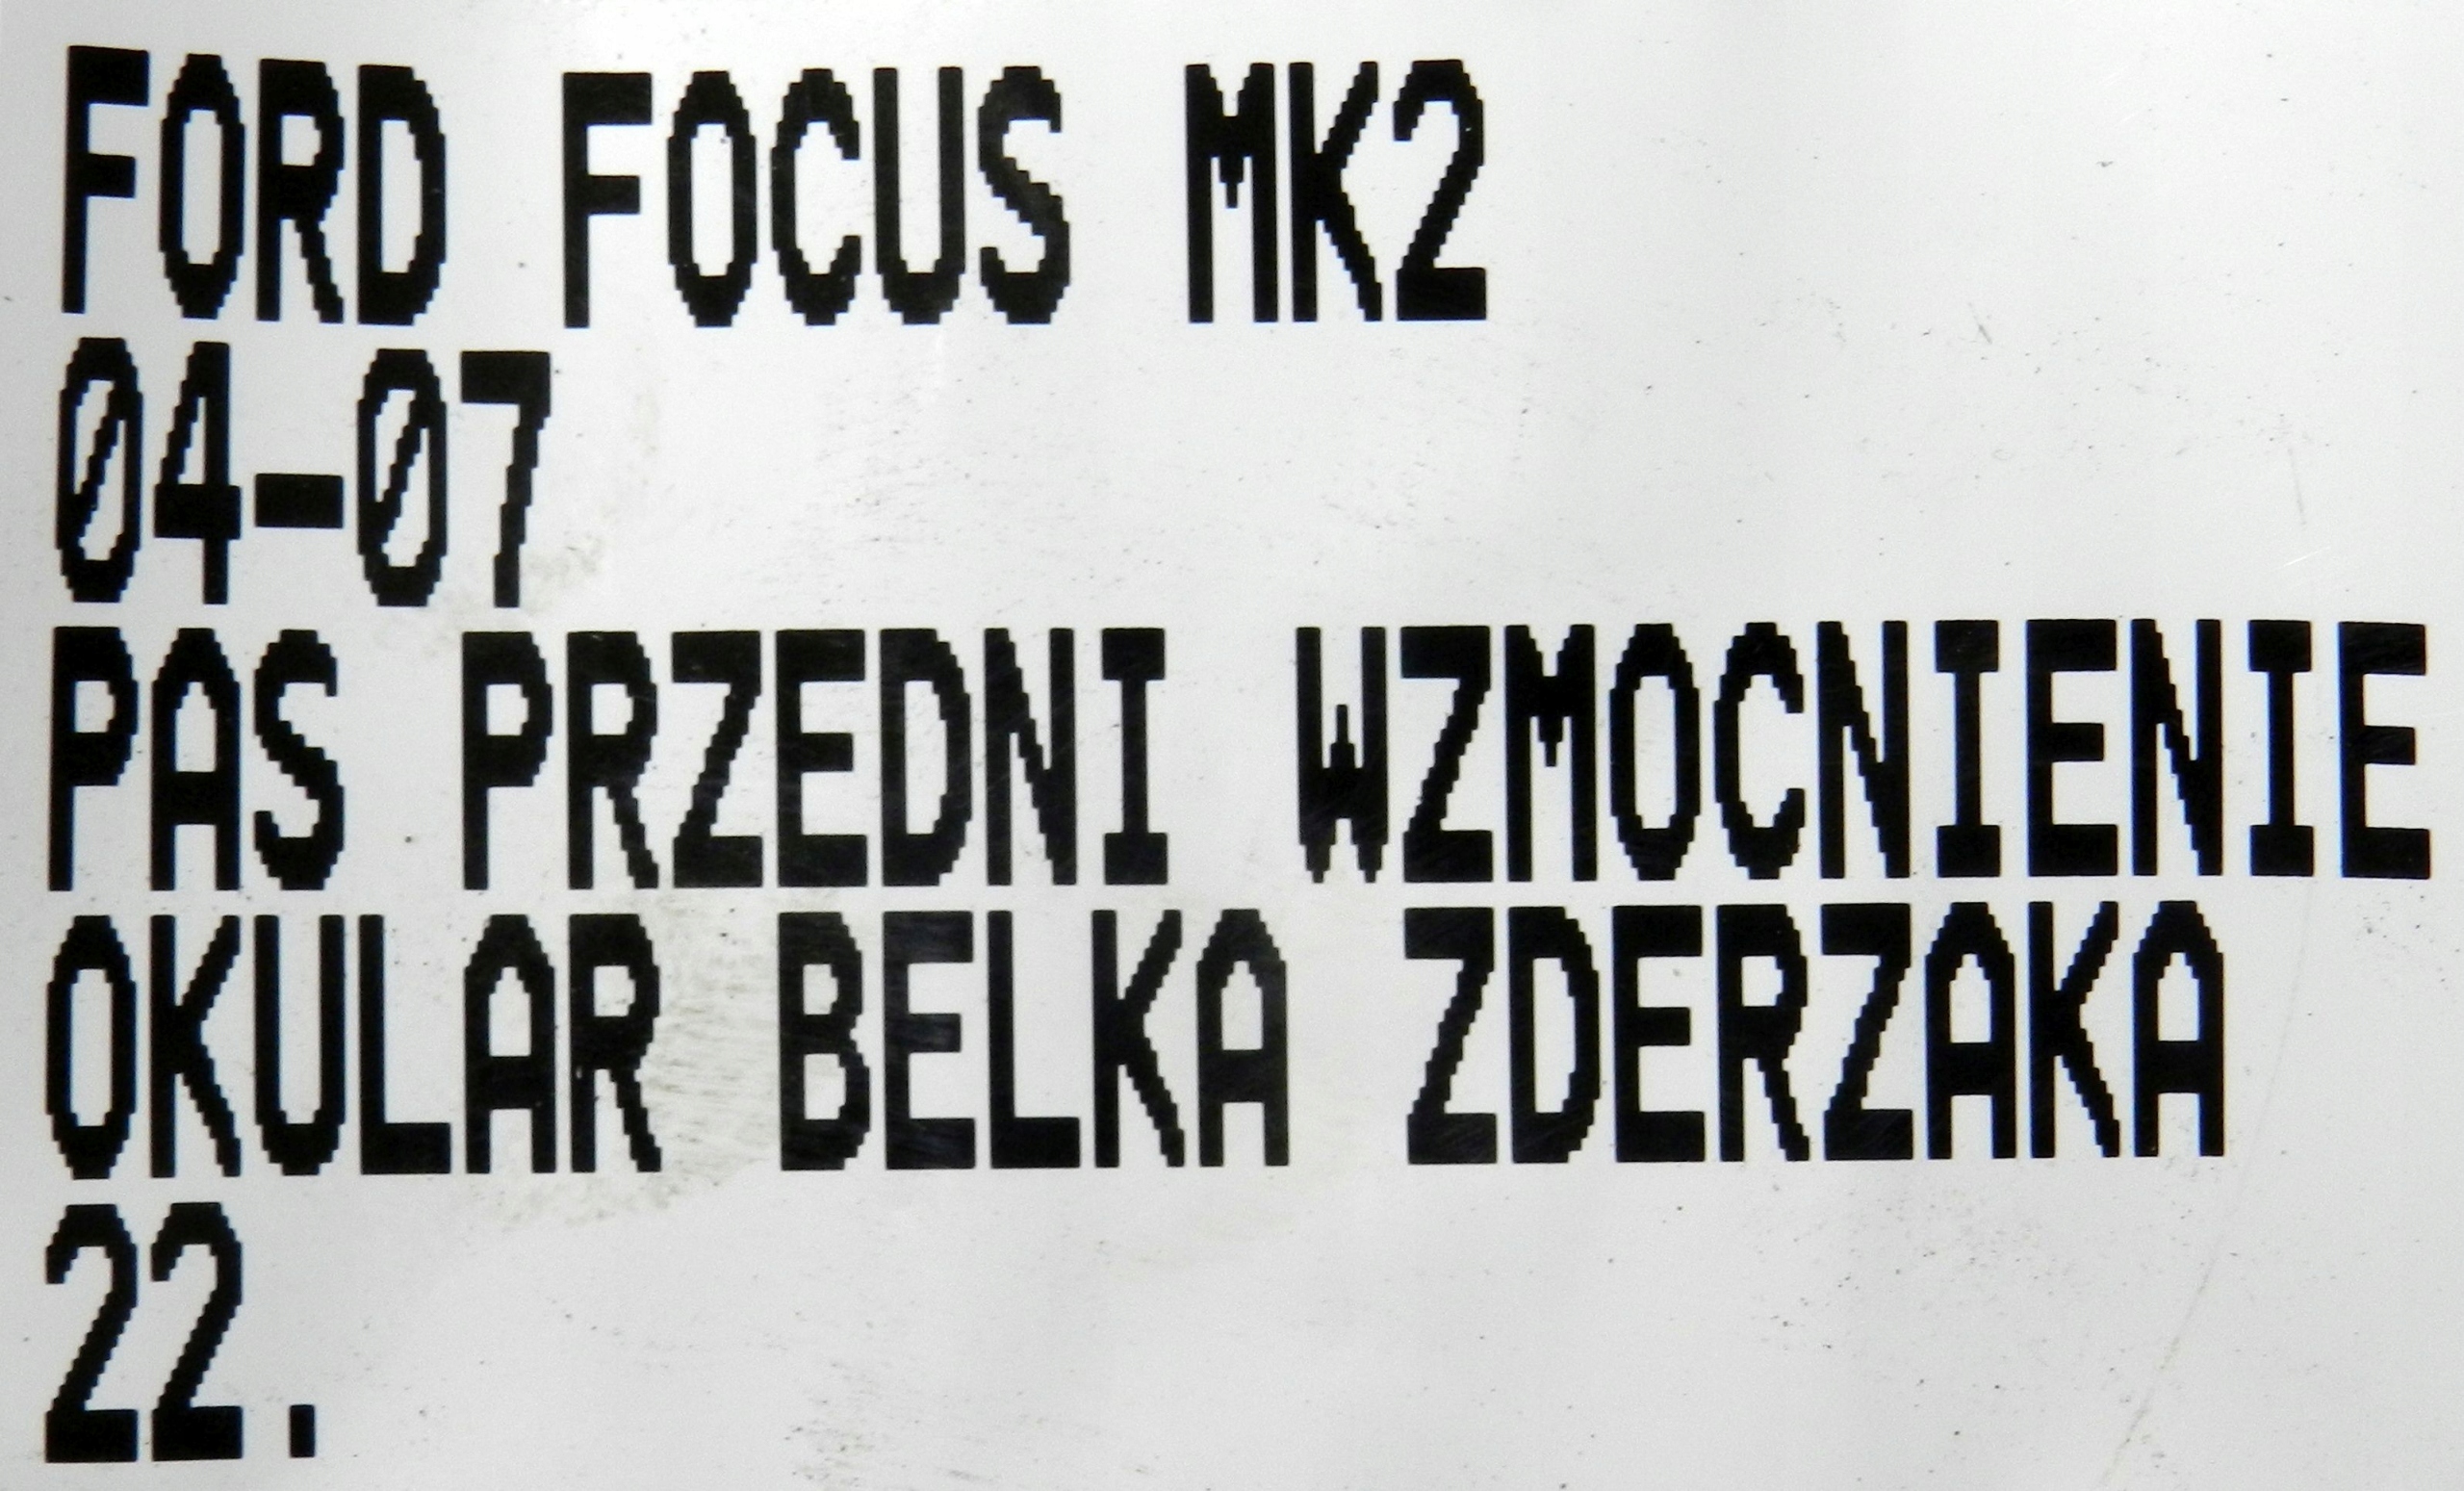 FORD FOCUS MK2
04-07
PAS PRZEDNI WZMOCNIENIE
OKULAR BELKA ZDERZAKA
22.